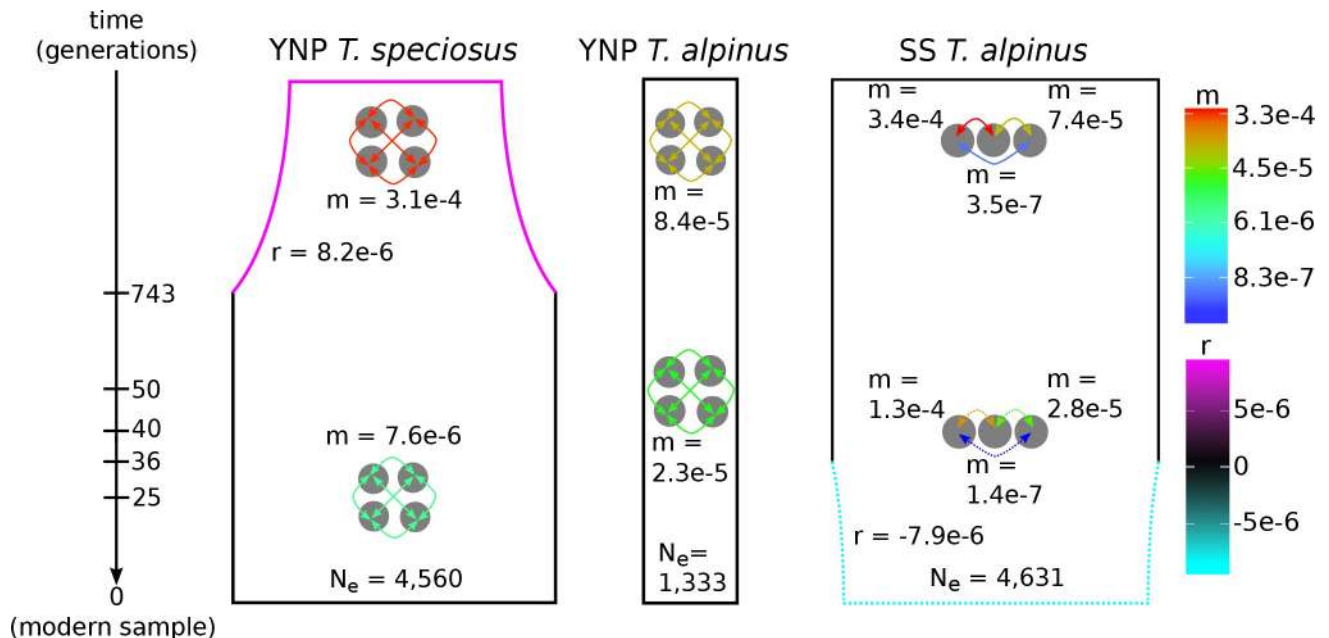 time
(generations)
743
50
40
36
25
0
(modern sample)
YNP T. speciosus
m = 3.1e-4
r = 8.2e-6
m = 7.6e-6
Ne = 4,560
YNP T. alpinus
m =
8.4e-5
m =
2.3e-5
Ne=
1,333
SS T. alpinus
m =
3.4e-4
m =
7.4e-5
m =
3.5e-7
m =
1.3e-4
m =
2.8e-5
m =
1.4e-7
r = -7.9e-6
Ne = 4,631
m
3.3e-4
4.5e-5
6.1e-6
8.3e-7
r
5e-6
0
-5e-6